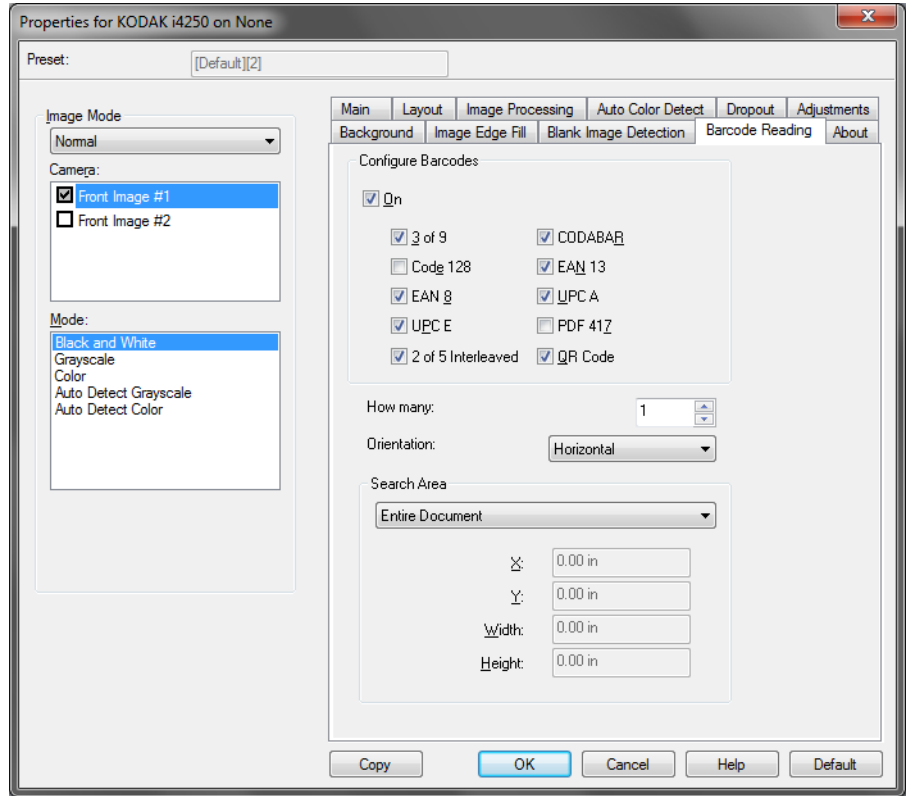 Properties for KODAK i4250 on None
Preset: [Default][2]
Image Mode
Normal
Camera:
Front Image #1
Front Image #2
Mode:
Black and White
Grayscale
Color
Auto Detect Grayscale
Auto Detect Color
Main Layout Image Processing Auto Color Detect Dropout Adjustments
Background Image Edge Fill Blank Image Detection Barcode Reading About
Configure Barcodes
On
3 of 9 CODABAR
Code 128 EAN 13
EAN 8 UPC A
UPC E PDF 417
2 of 5 Interleaved QR Code
How many: 1
Orientation: Horizontal
Search Area
Entire Document
X: 0.00 in
Y: 0.00 in
Width: 0.00 in
Height: 0.00 in
Copy OK Cancel Help Default